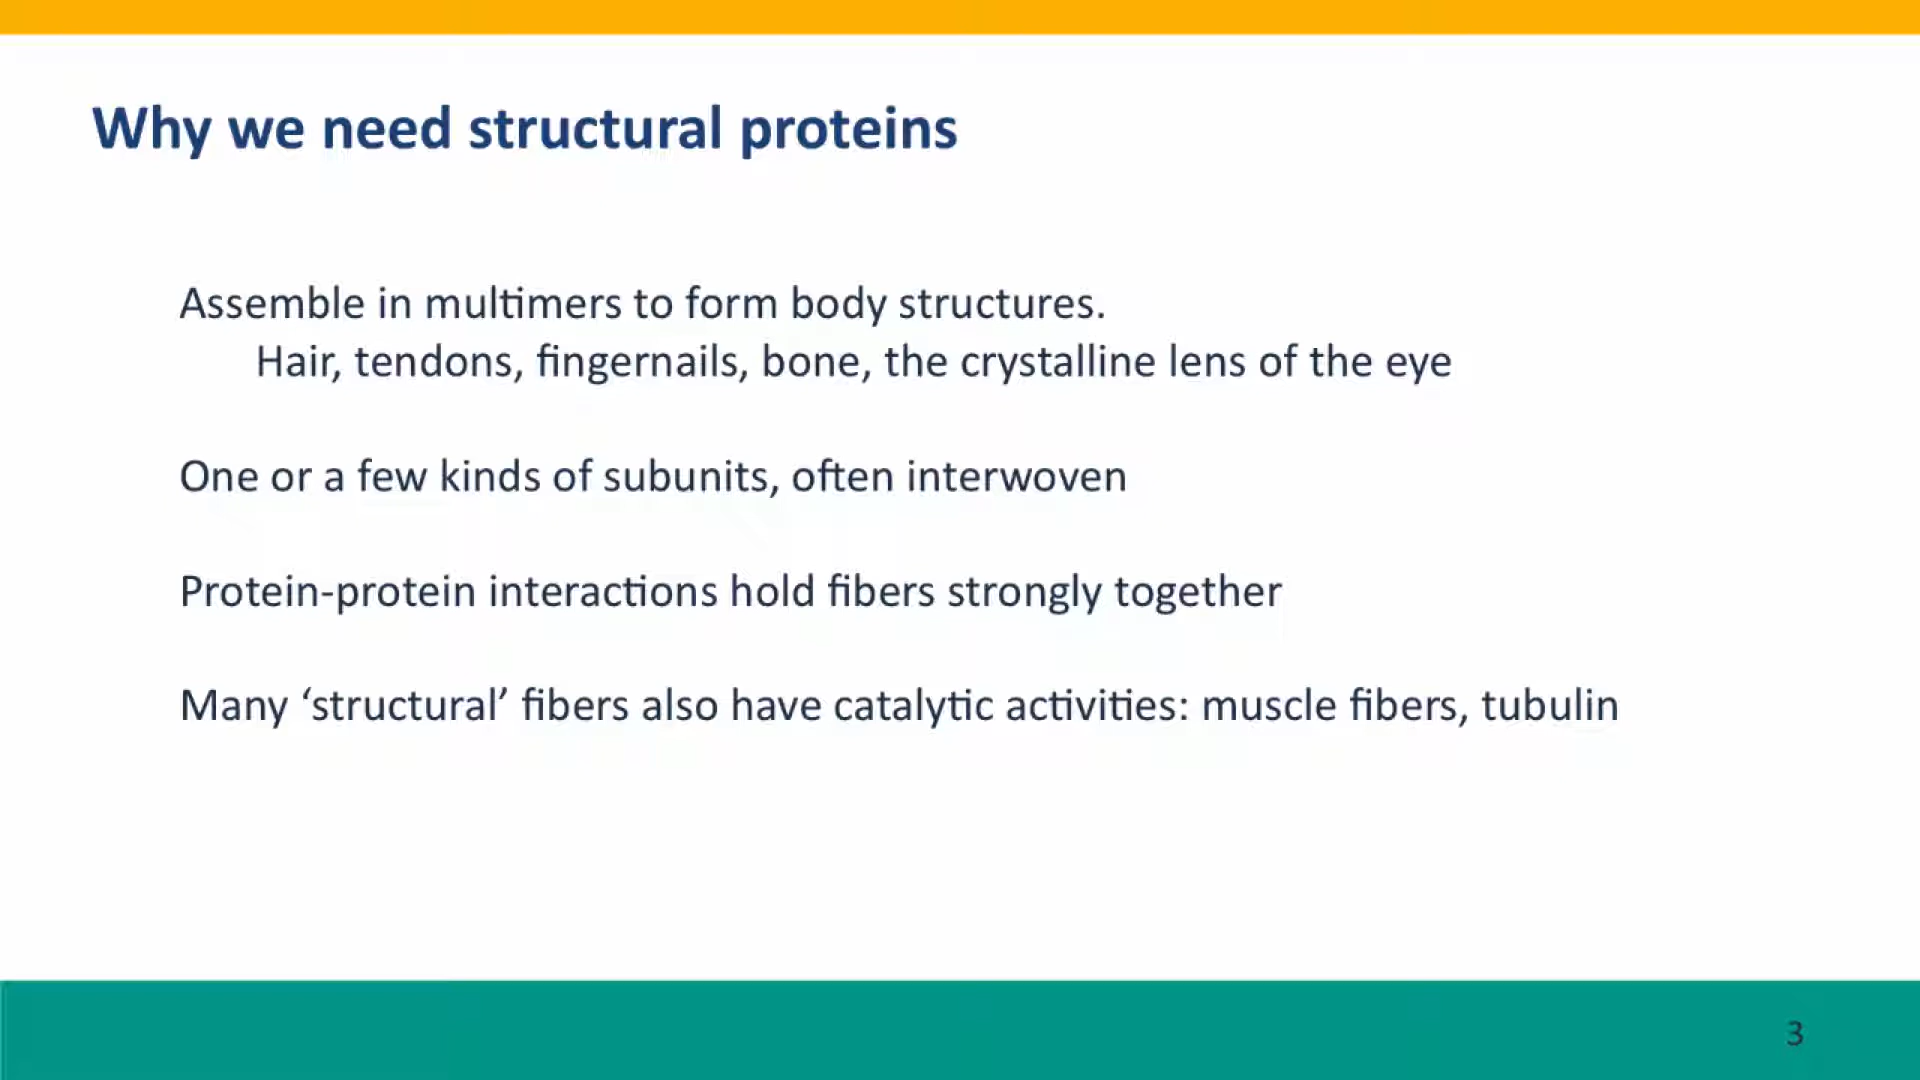 Why we need structural proteins
Assemble in multimers to form body structures.
Hair, tendons, fingernails, bone, the crystalline lens of the eye
One or a few kinds of subunits, often interwoven
Protein-protein interactions hold fibers strongly together
Many ‘structural’ fibers also have catalytic activities: muscle fibers, tubulin
3